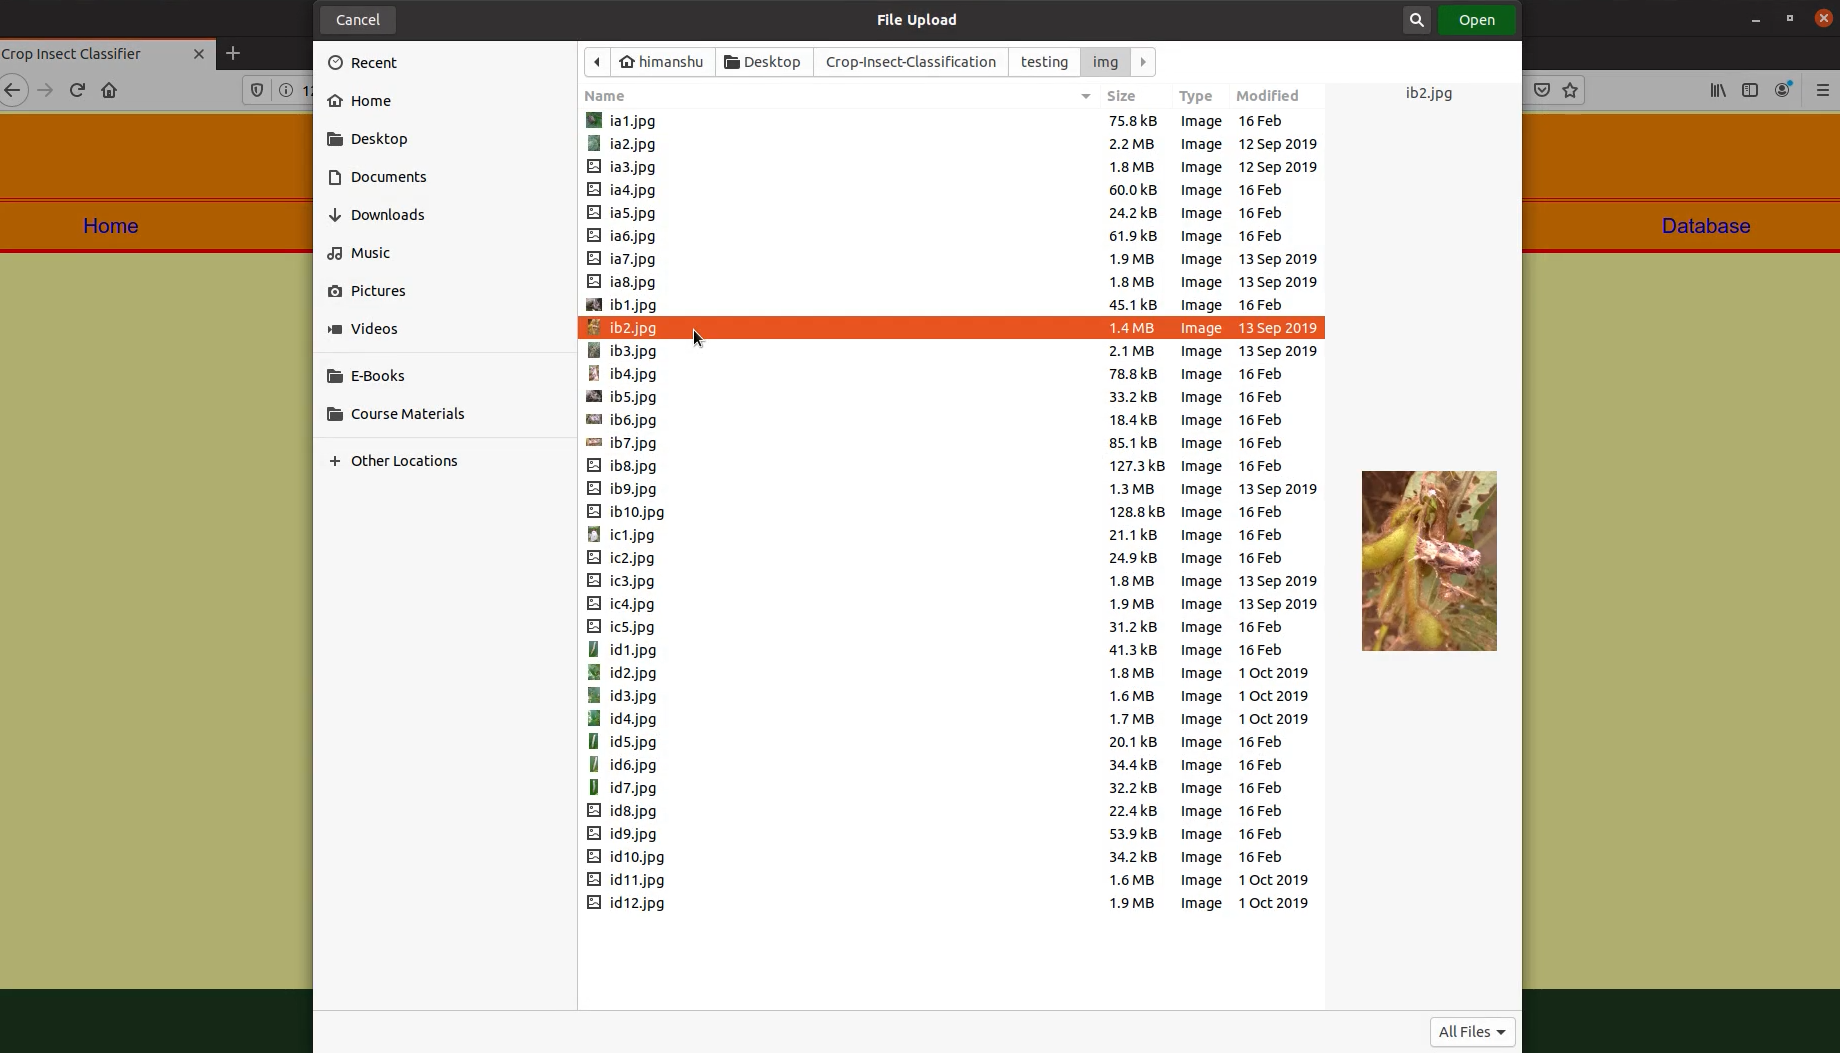 Cancel
File Upload
Open
Crop Insect Classifier
12
Home
Database
Recent
Home
Desktop
Documents
Downloads
Music
Pictures
Videos
E-Books
Course Materials
+ Other Locations
himanshu Desktop Crop-Insect-Classification testing img
Name Size Type Modified
ia1.jpg 75.8 kB Image 16 Feb
ia2.jpg 2.2 MB Image 12 Sep 2019
ia3.jpg 1.8 MB Image 12 Sep 2019
ia4.jpg 60.0 kB Image 16 Feb
ia5.jpg 24.2 kB Image 16 Feb
ia6.jpg 61.9 kB Image 16 Feb
ia7.jpg 1.9 MB Image 13 Sep 2019
ia8.jpg 1.8 MB Image 13 Sep 2019
ib1.jpg 45.1 kB Image 16 Feb
ib2.jpg 1.4 MB Image 13 Sep 2019
ib3.jpg 2.1 MB Image 13 Sep 2019
ib4.jpg 78.8 kB Image 16 Feb
ib5.jpg 33.2 kB Image 16 Feb
ib6.jpg 18.4 kB Image 16 Feb
ib7.jpg 85.1 kB Image 16 Feb
ib8.jpg 127.3 kB Image 16 Feb
ib9.jpg 1.3 MB Image 13 Sep 2019
ib10.jpg 128.8 kB Image 16 Feb
ic1.jpg 21.1 kB Image 16 Feb
ic2.jpg 24.9 kB Image 16 Feb
ic3.jpg 1.8 MB Image 13 Sep 2019
ic4.jpg 1.9 MB Image 13 Sep 2019
ic5.jpg 31.2 kB Image 16 Feb
id1.jpg 41.3 kB Image 16 Feb
id2.jpg 1.8 MB Image 1 Oct 2019
id3.jpg 1.6 MB Image 1 Oct 2019
id4.jpg 1.7 MB Image 1 Oct 2019
id5.jpg 20.1 kB Image 16 Feb
id6.jpg 34.4 kB Image 16 Feb
id7.jpg 32.2 kB Image 16 Feb
id8.jpg 22.4 kB Image 16 Feb
id9.jpg 53.9 kB Image 16 Feb
id10.jpg 34.2 kB Image 16 Feb
id11.jpg 1.6 MB Image 1 Oct 2019
id12.jpg 1.9 MB Image 1 Oct 2019
ib2.jpg
All Files